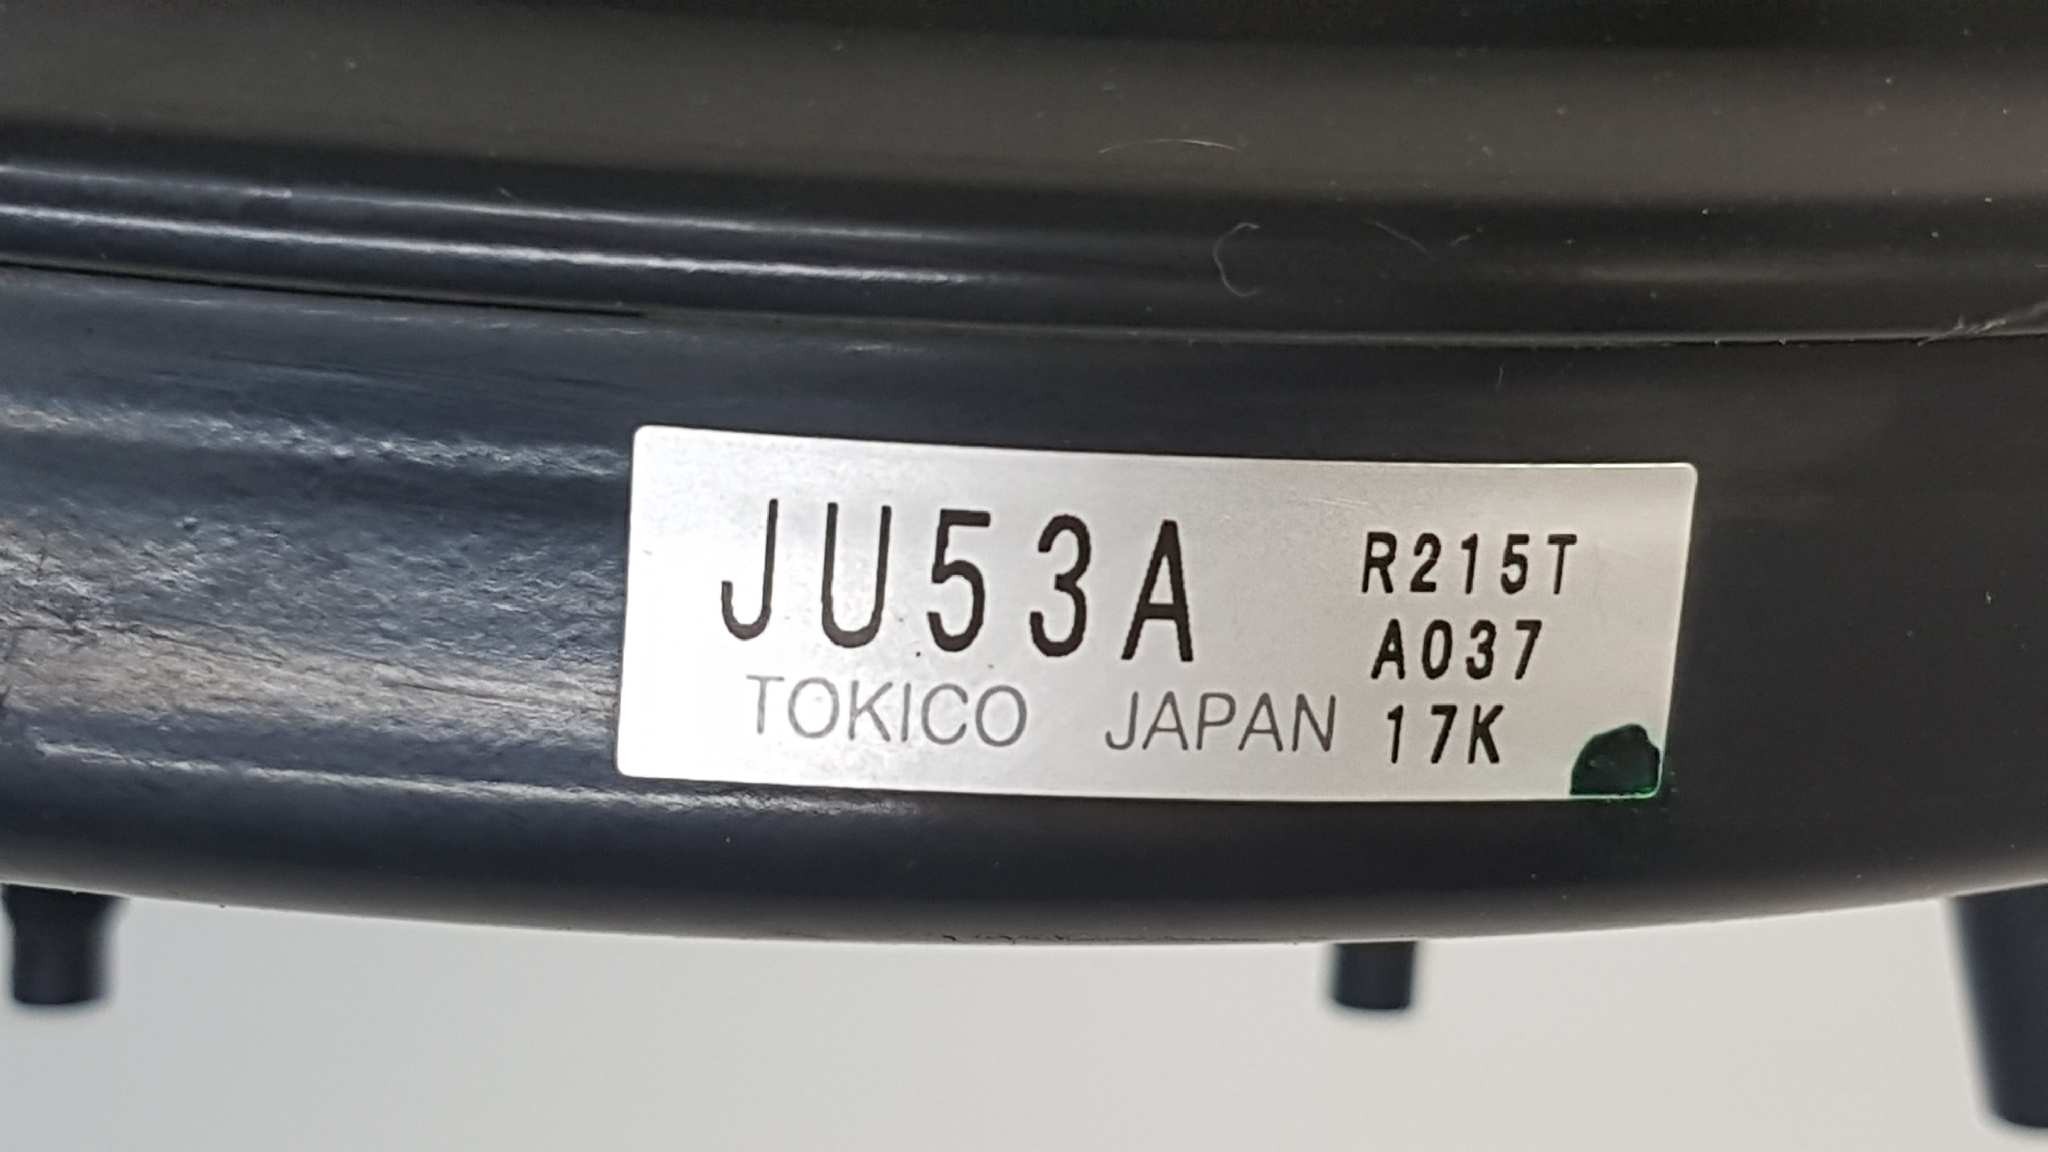 JU53A
TOKICO JAPAN
R215T
A037
17K